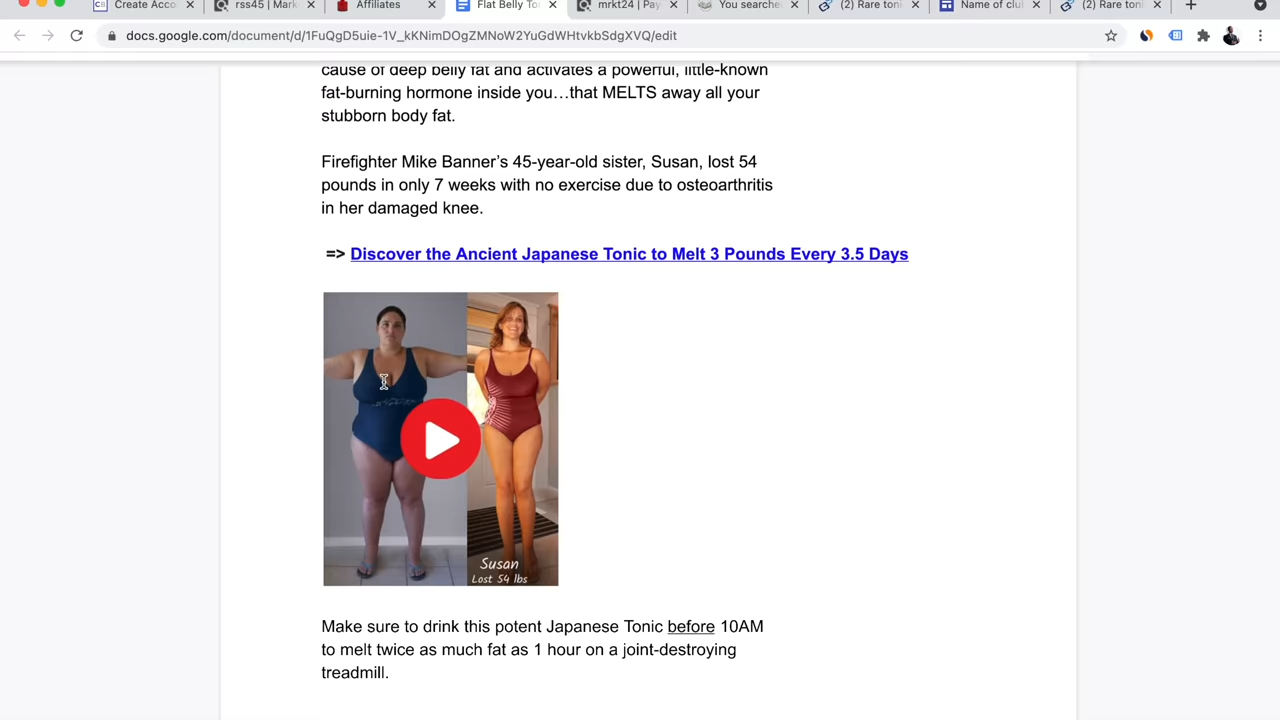 Create Acco
rss45 | Mark
Affiliates
Flat Belly To
mrkt24 | Pay
You searche
(2) Rare toni
Name of clu
(2) Rare toni
docs.google.com/document/d/1FuQgD5uie-1V_kKNimDOgZMNoW2YuGdWHtvkbSdgXVQ/edit
cause of deep belly fat and activates a powerful, little-known
fat-burning hormone inside you…that MELTS away all your
stubborn body fat.
Firefighter Mike Banner’s 45-year-old sister, Susan, lost 54
pounds in only 7 weeks with no exercise due to osteoarthritis
in her damaged knee.
=> Discover the Ancient Japanese Tonic to Melt 3 Pounds Every 3.5 Days
Susan
Lost 54 lbs
Make sure to drink this potent Japanese Tonic before 10AM
to melt twice as much fat as 1 hour on a joint-destroying
treadmill.